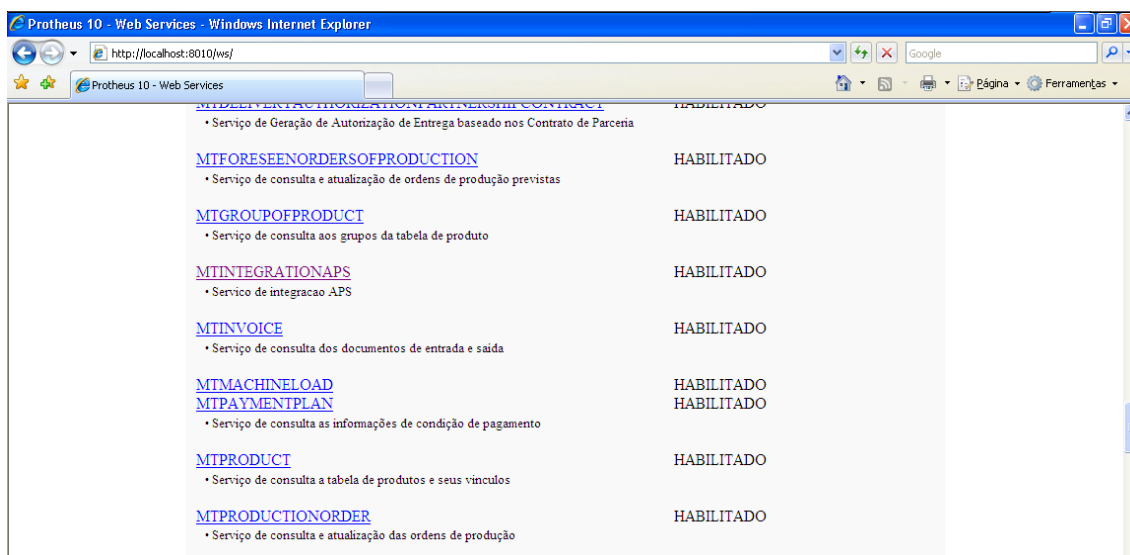 Protheus 10 - Web Services - Windows Internet Explorer
http://localhost:8010/ws/
Google
Protheus 10 - Web Services
Página
Ferramentas
MTDELIVERYAUTHORIZATIONPARTNERSHIPCONTRACT HABILITADO
• Serviço de Geração de Autorização de Entrega baseado nos Contrato de Parceria
MTFORESEENORDERSOFPRODUCTION HABILITADO
• Serviço de consulta e atualização de ordens de produção previstas
MTGROUPOFPRODUCT HABILITADO
• Serviço de consulta aos grupos da tabela de produto
MTINTEGRATIONAPS HABILITADO
• Servico de integracao APS
MTINVOICE HABILITADO
• Serviço de consulta dos documentos de entrada e saida
MTMACHINELOAD HABILITADO
MTPAYMENTPLAN HABILITADO
• Serviço de consulta as informações de condição de pagamento
MTPRODUCT HABILITADO
• Serviço de consulta a tabela de produtos e seus vinculos
MTPRODUCTIONORDER HABILITADO
• Serviço de consulta e atualização das ordens de produção